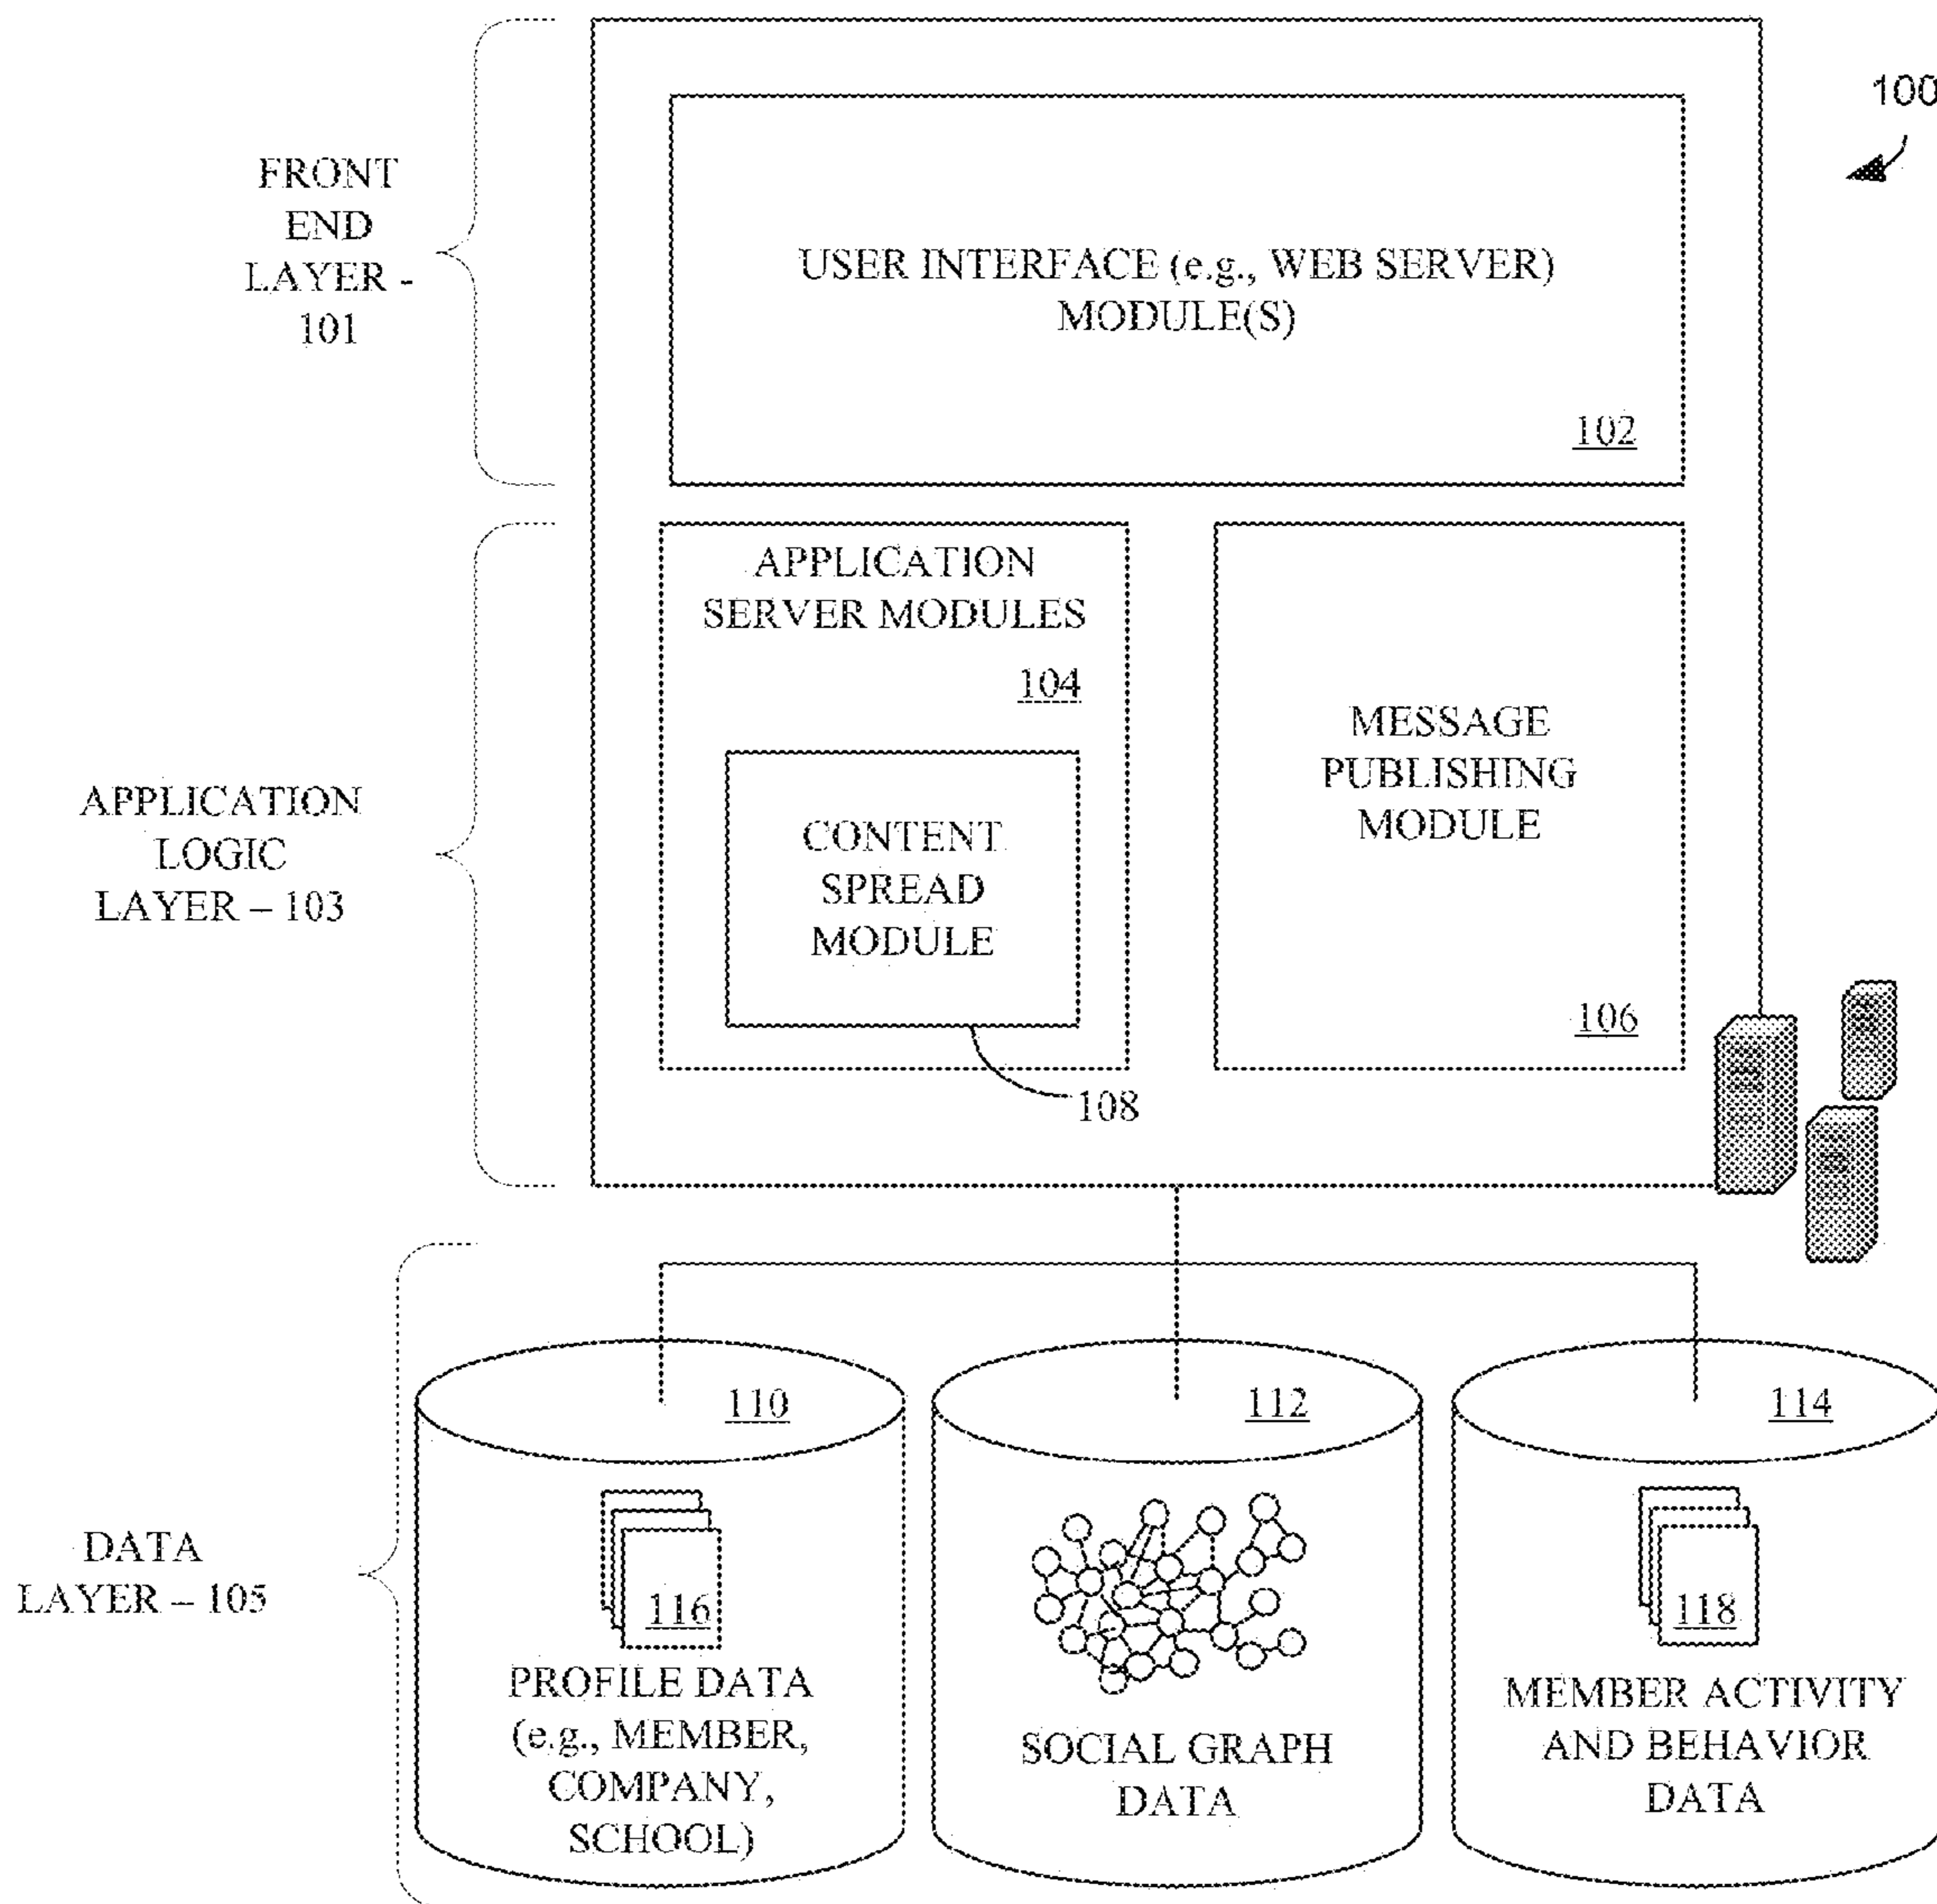 100
FRONT
END
LAYER -
101
USER INTERFACE (e.g., WEB SERVER)
MODULE(S)
102
APPLICATION
LOGIC
LAYER – 103
APPLICATION
SERVER MODULES
104
CONTENT
SPREAD
MODULE
108
MESSAGE
PUBLISHING
MODULE
106
DATA
LAYER – 105
110
116
PROFILE DATA
(e.g., MEMBER,
COMPANY,
SCHOOL)
112
SOCIAL GRAPH
DATA
114
118
MEMBER ACTIVITY
AND BEHAVIOR
DATA